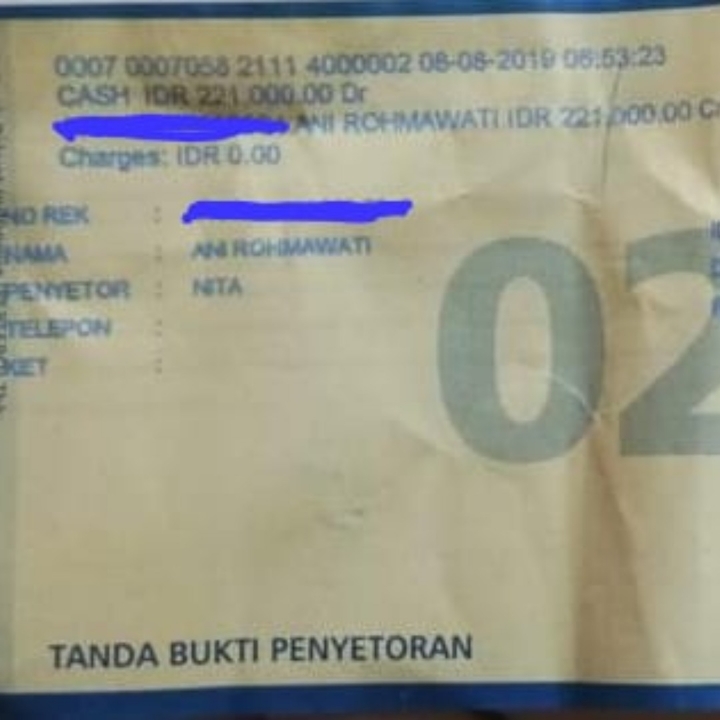 0007 0007058 2111 4000002 08-08-2019 08:53:23
CASH IDR 221,000.00 Dr
ANI ROHMAWATI IDR 221,000.00 C
Charges: IDR 0.00
NO REK :
NAMA : ANI ROHMAWATI
PENYETOR : NITA
TELEPON :
KET :
02
TANDA BUKTI PENYETORAN